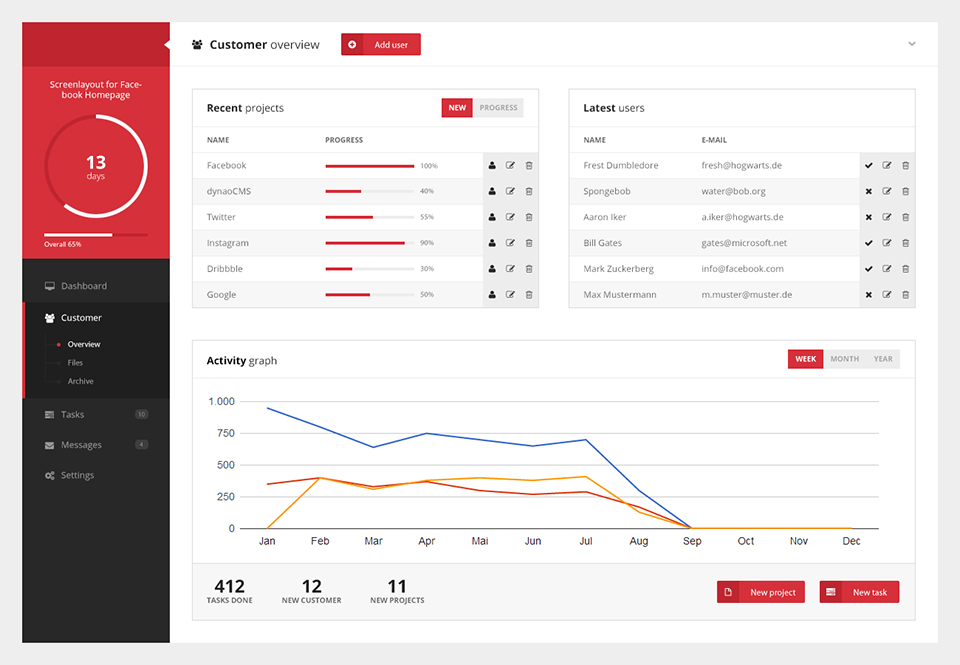 Screenlayout for Face-
book Homepage
13
days
Overall 65%
Dashboard
Customer
Overview
Files
Archive
Tasks 10
Messages 4
Settings
Customer overview
Add user
Recent projects
NEW PROGRESS
NAME PROGRESS
Facebook 100%
dynaoCMS 40%
Twitter 55%
Instagram 90%
Dribbble 30%
Google 50%
Latest users
NAME E-MAIL
Frest Dumbledore fresh@hogwarts.de
Spongebob water@bob.org
Aaron Iker a.iker@hogwarts.de
Bill Gates gates@microsoft.net
Mark Zuckerberg info@facebook.com
Max Mustermann m.muster@muster.de
Activity graph
WEEK MONTH YEAR
1.000
750
500
250
0
Jan Feb Mar Apr Mai Jun Jul Aug Sep Oct Nov Dec
412 12 11
TASKS DONE NEW CUSTOMER NEW PROJECTS
New project New task